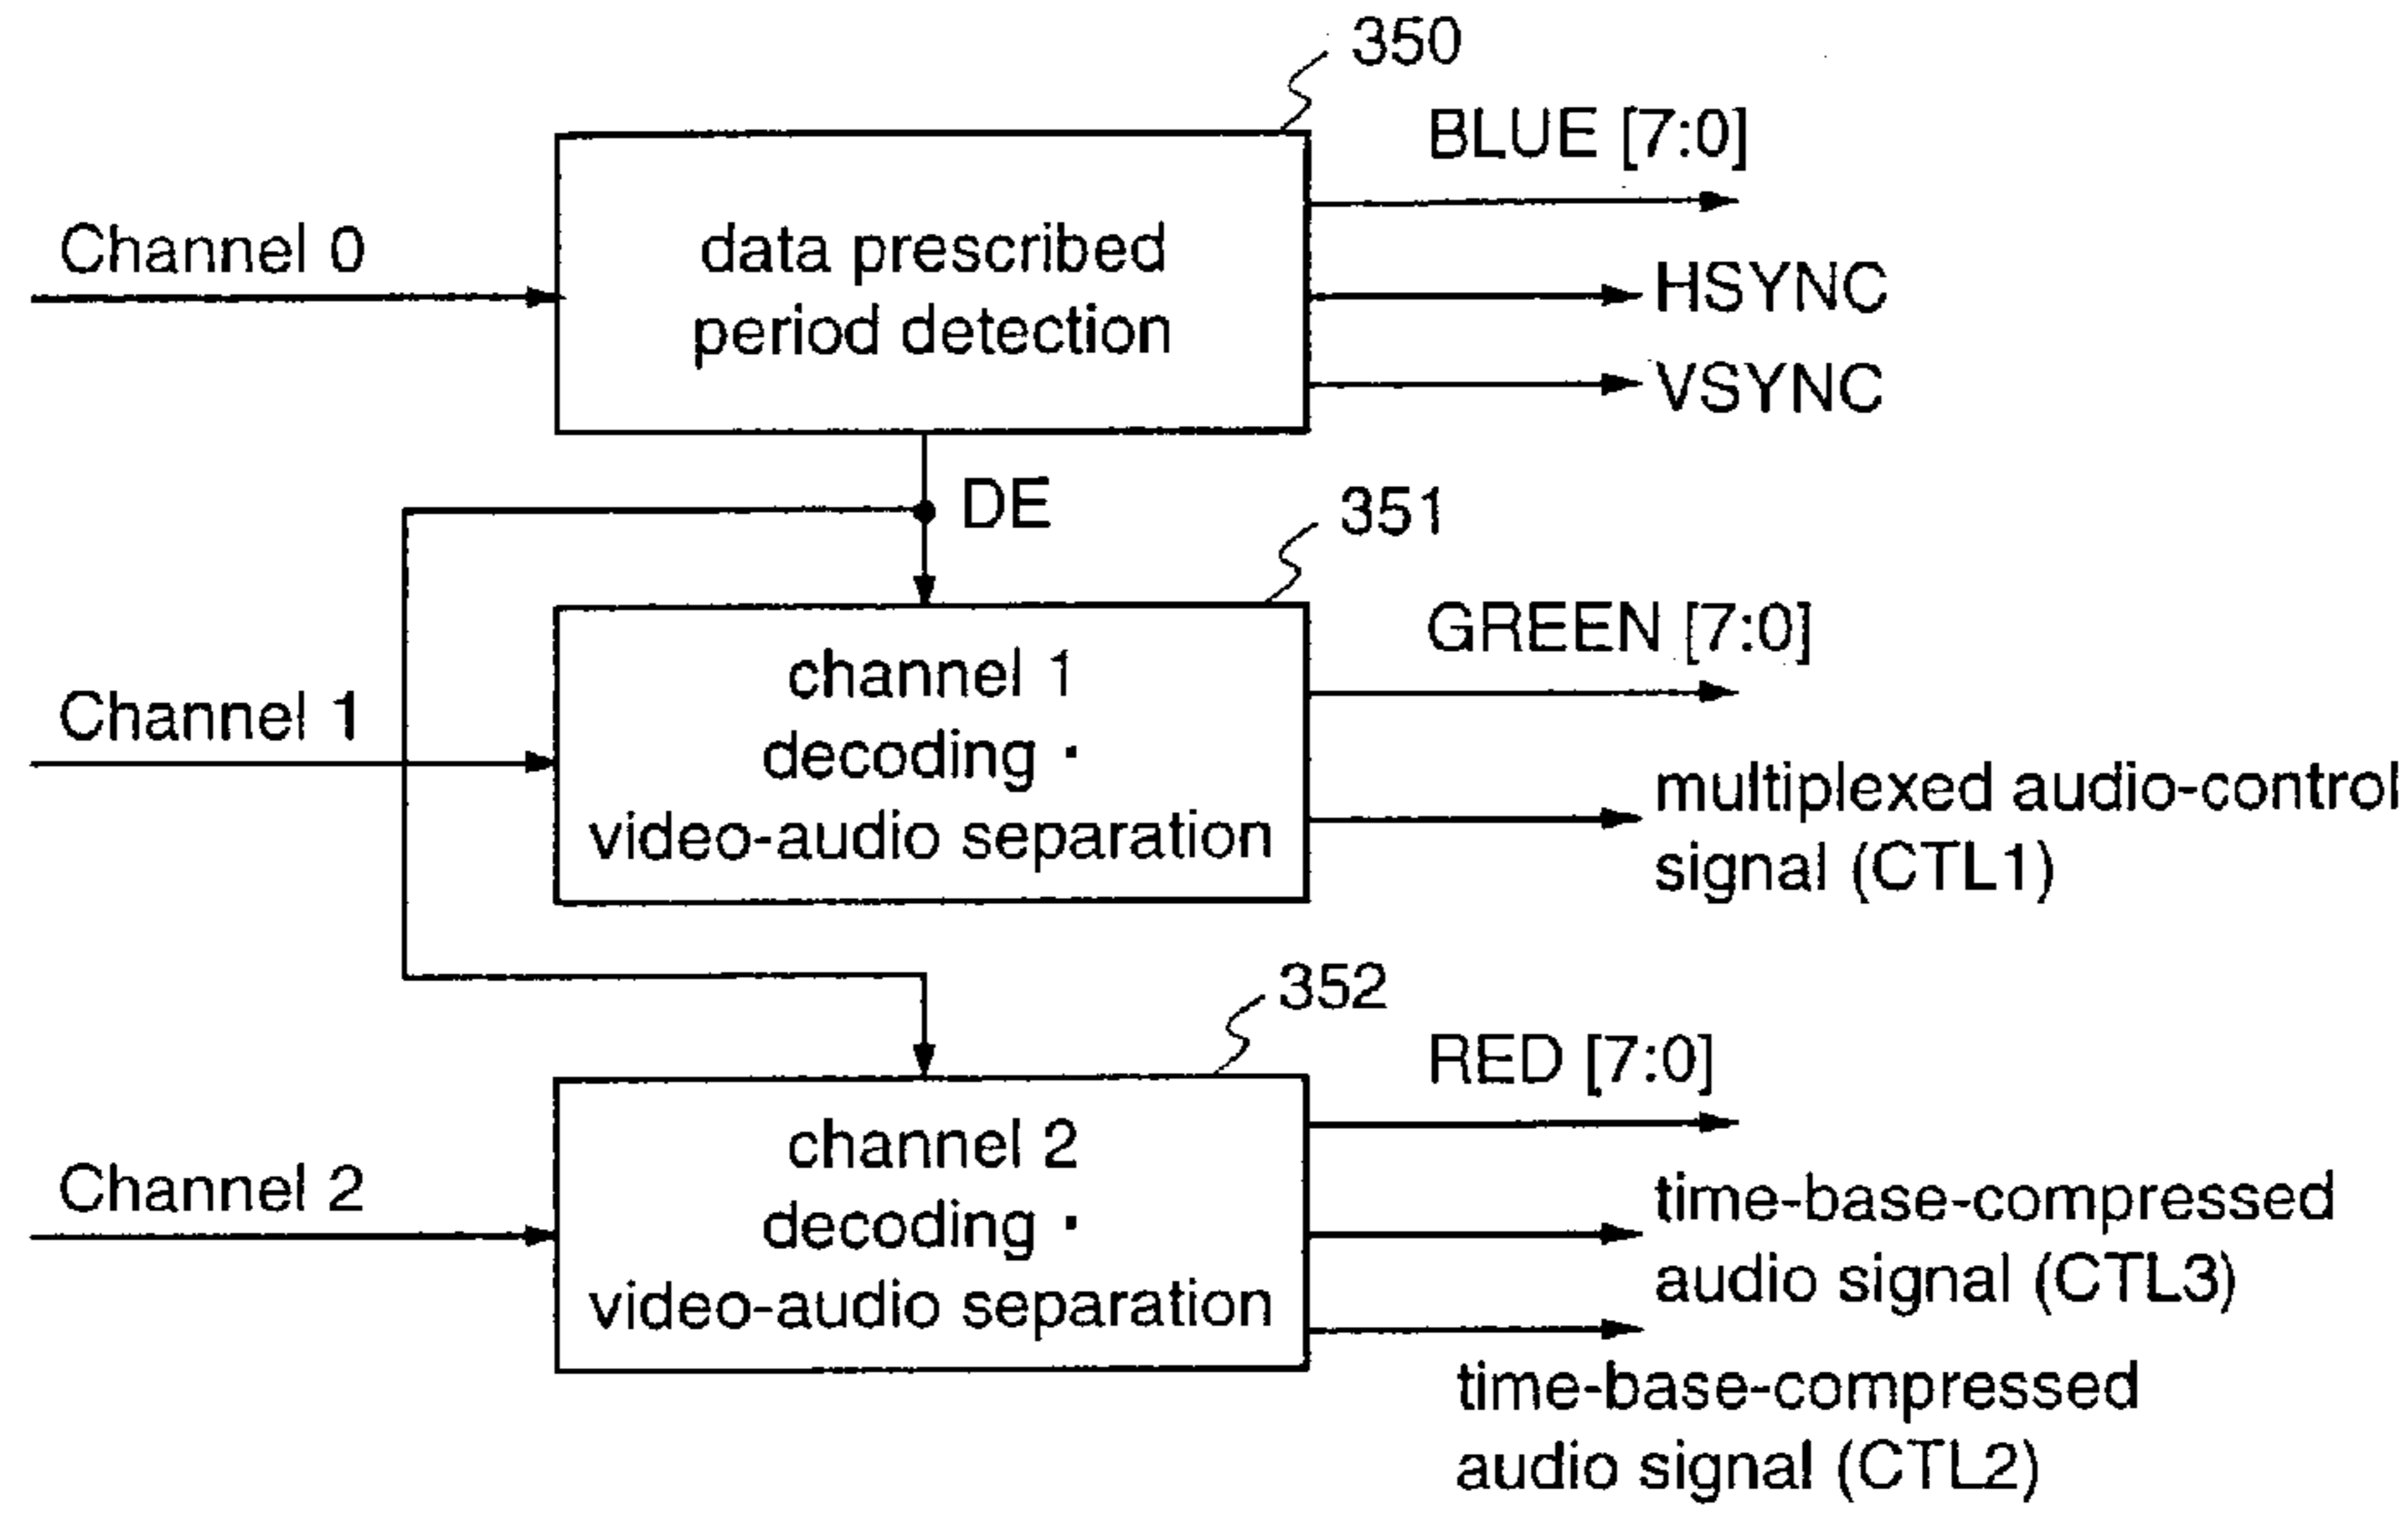 350
BLUE [7:0]
Channel 0
data prescribed
period detection
HSYNC
VSYNC
DE
351
GREEN [7:0]
Channel 1
channel 1
decoding ·
video-audio separation
multiplexed audio-control
signal (CTL1)
352
RED [7:0]
Channel 2
channel 2
decoding ·
video-audio separation
time-base-compressed
audio signal (CTL3)
time-base-compressed
audio signal (CTL2)